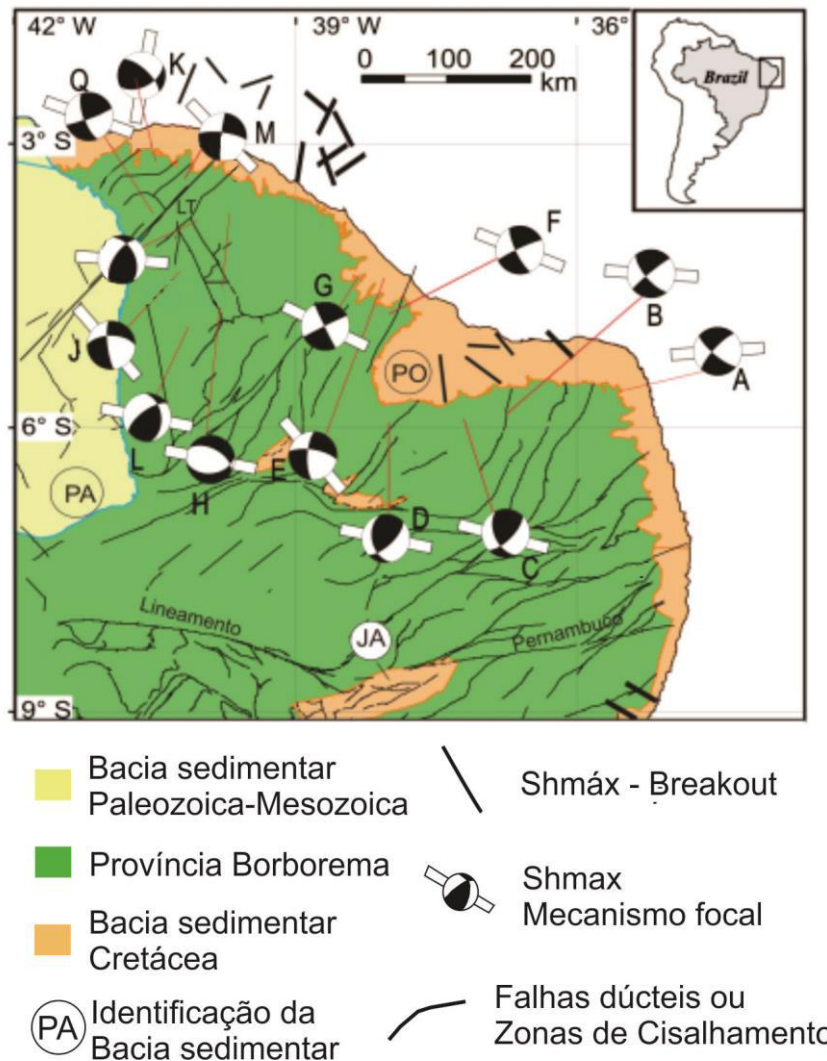 42° W
39° W
36°
0 100 200
km
Brazil
K
Q
M
3° S
LT
F
G
B
J
PO
A
6° S
L
E
PA
H
D
C
Lineamento
JA
Pernambuco
9° S
Bacia sedimentar
Paleozoica-Mesozoica
Shmáx - Breakout
Província Borborema
Shmax
Mecanismo focal
Bacia sedimentar
Cretácea
PA
Identificação da
Bacia sedimentar
Falhas dúcteis ou
Zonas de Cisalhamento